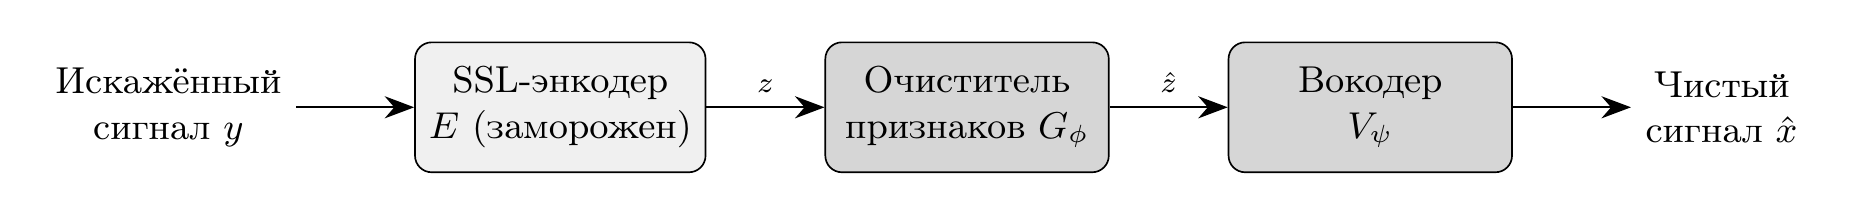 Искажённый
сигнал y
SSL-энкодер
E (заморожен)
z
Очиститель
признаков G_ϕ
ẑ
Вокодер
V_ψ
Чистый
сигнал x̂